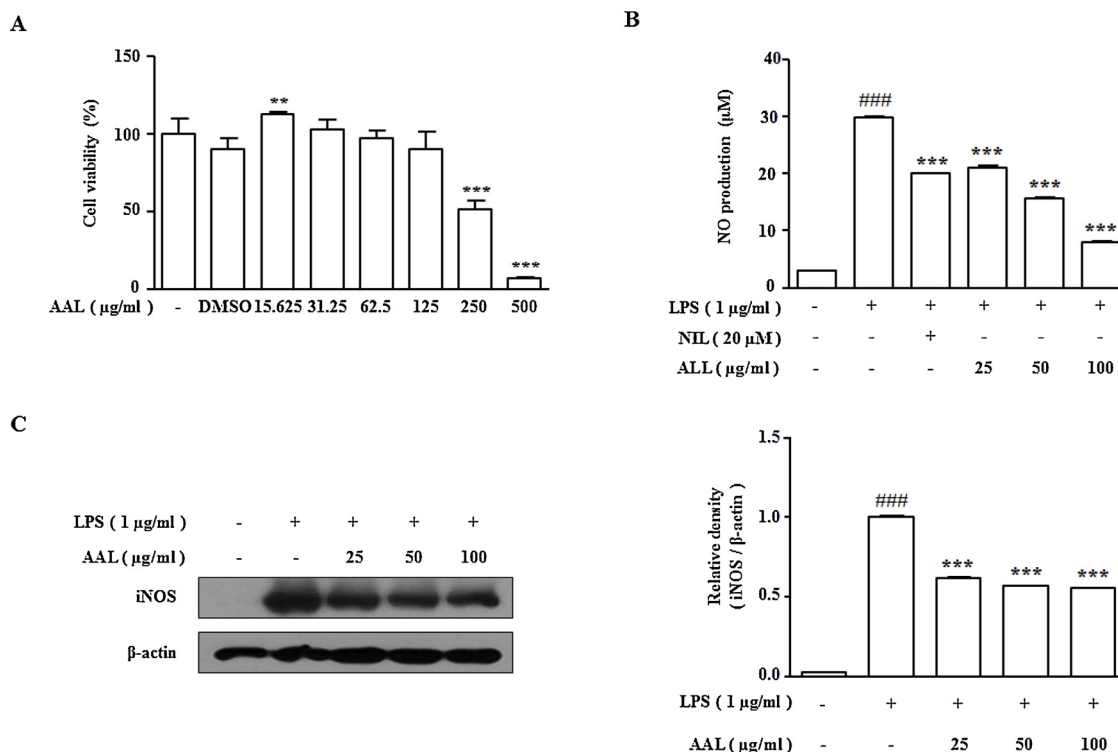 A
150
100
50
0
Cell viability (%)
** *** ***
AAL ( µg/ml ) - DMSO 15.625 31.25 62.5 125 250 500
B
40
30
20
10
0
NO production (µM)
### *** *** *** ***
LPS ( 1 µg/ml ) - + + + + +
NIL ( 20 µM ) - - + - - -
ALL ( µg/ml ) - - - 25 50 100
C
LPS ( 1 µg/ml ) - + + + +
AAL ( µg/ml ) - - 25 50 100
iNOS
β-actin
1.5
1.0
0.5
0.0
Relative density
( iNOS / β-actin )
### *** *** ***
LPS ( 1 µg/ml ) - + + + +
AAL ( µg/ml ) - - 25 50 100